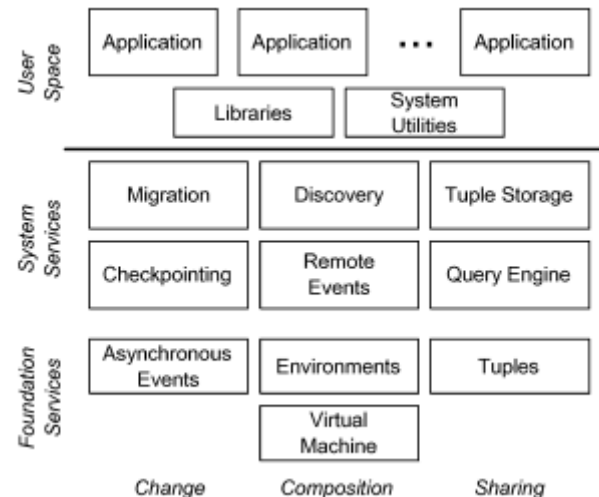 User
Space
Application
Application
...
Application
Libraries
System
Utilities
System
Services
Migration
Discovery
Tuple Storage
Checkpointing
Remote
Events
Query Engine
Foundation
Services
Asynchronous
Events
Environments
Tuples
Virtual
Machine
Change
Composition
Sharing